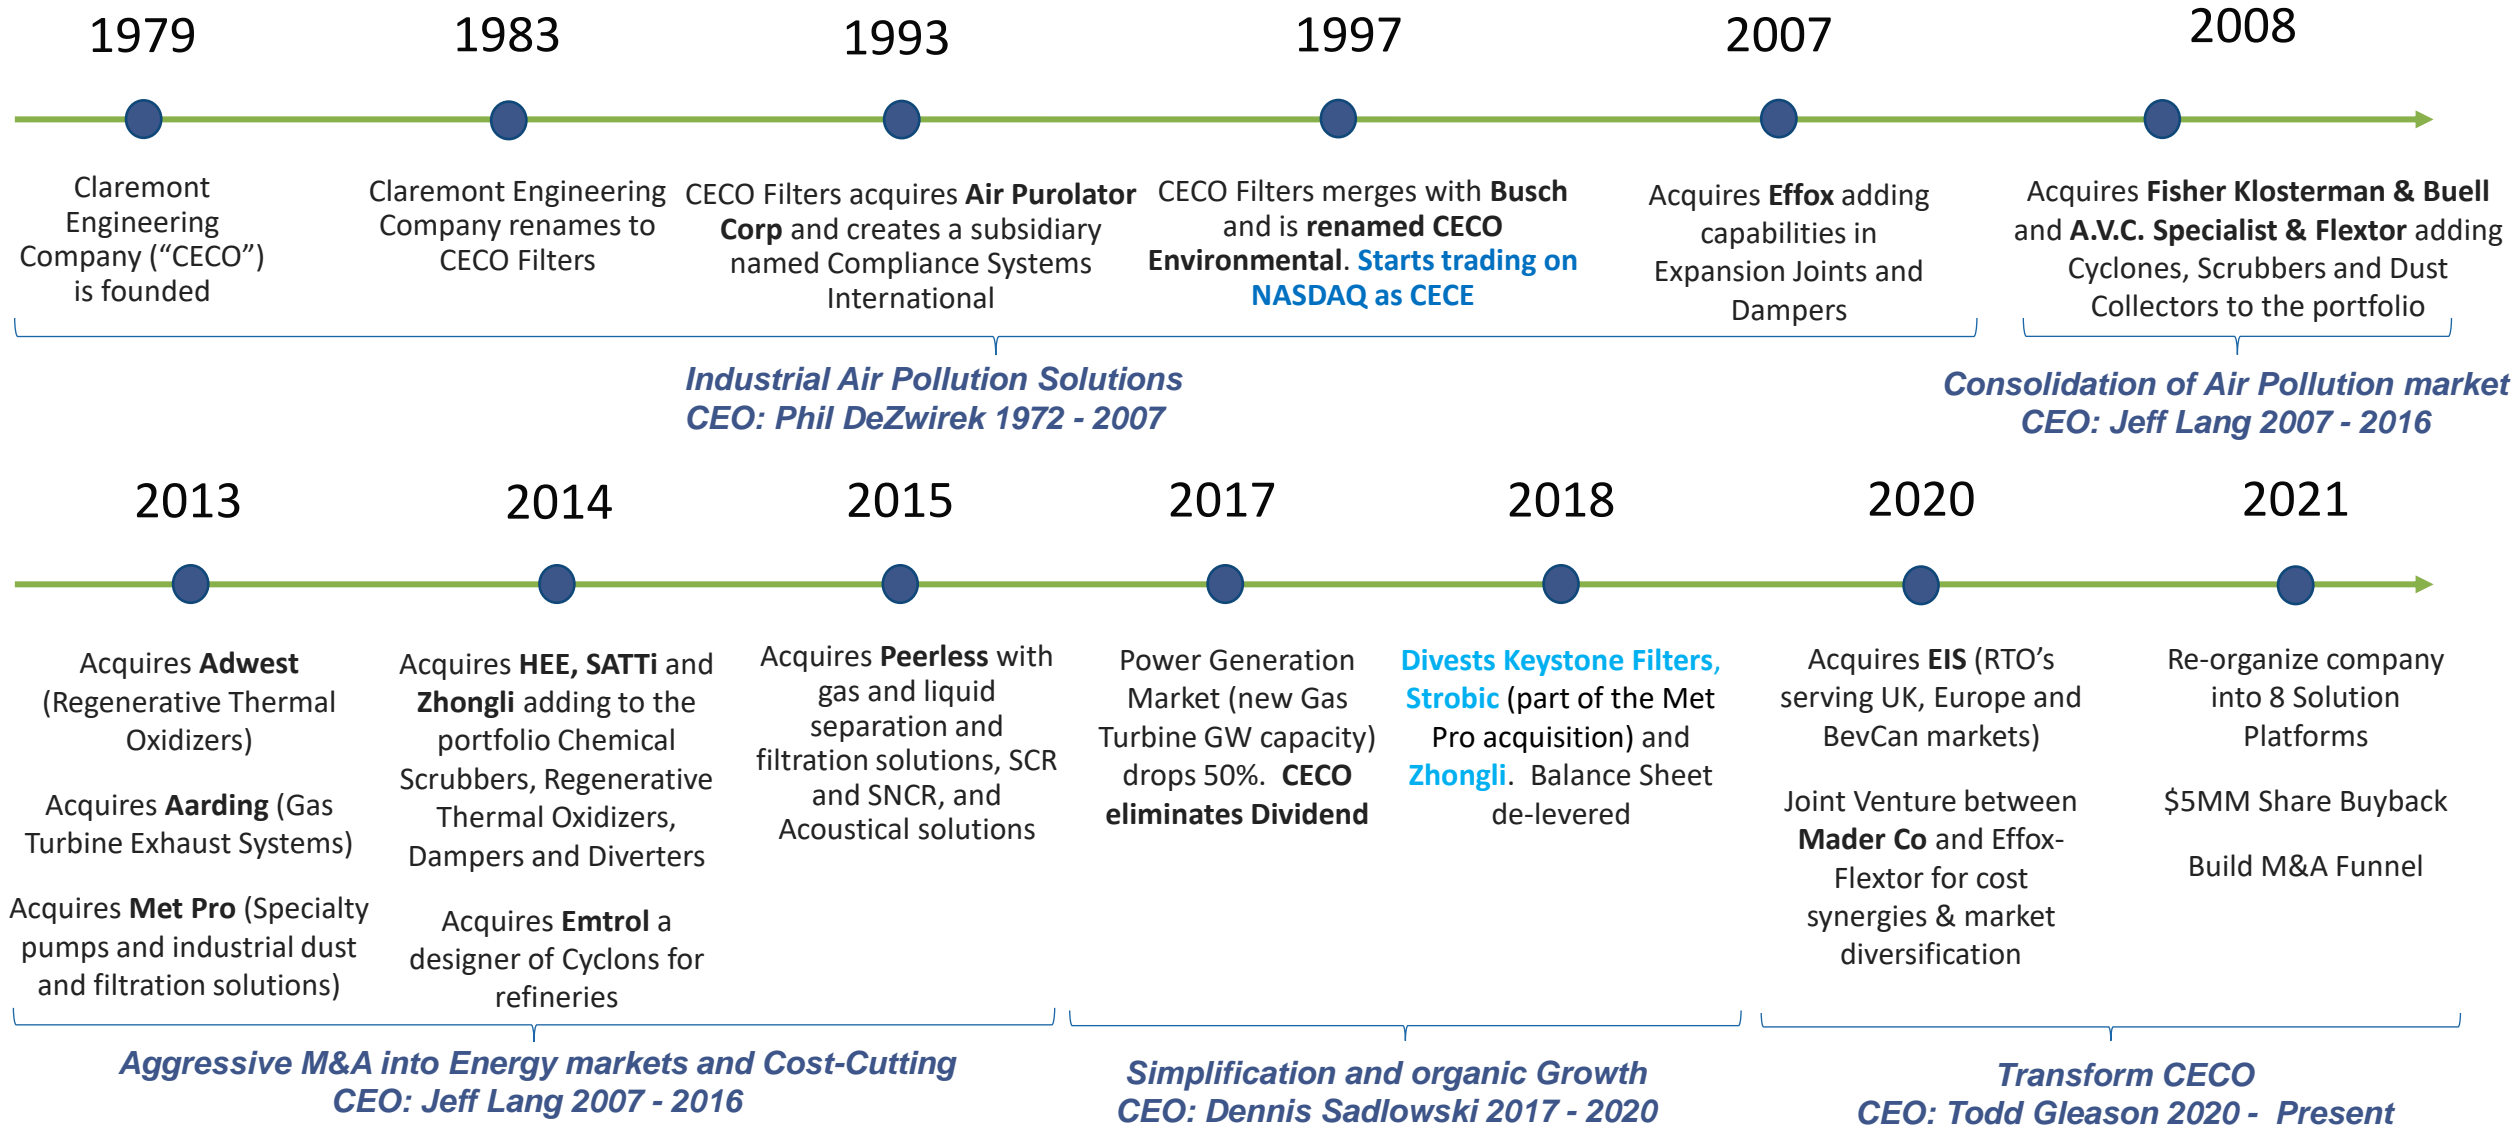 1979
1983
1993
1997
2007
2008
Claremont
Engineering
Company (“CECO”)
is founded
Claremont Engineering
Company renames to
CECO Filters
CECO Filters acquires Air Purolator
Corp and creates a subsidiary
named Compliance Systems
International
CECO Filters merges with Busch
and is renamed CECO
Environmental. Starts trading on
NASDAQ as CECE
Acquires Effox adding
capabilities in
Expansion Joints and
Dampers
Acquires Fisher Klosterman & Buell
and A.V.C. Specialist & Flextor adding
Cyclones, Scrubbers and Dust
Collectors to the portfolio
Industrial Air Pollution Solutions
CEO: Phil DeZwirek 1972 - 2007
Consolidation of Air Pollution market
CEO: Jeff Lang 2007 - 2016
2013
2014
2015
2017
2018
2020
2021
Acquires Adwest
(Regenerative Thermal
Oxidizers)
Acquires Aarding (Gas
Turbine Exhaust Systems)
Acquires Met Pro (Specialty
pumps and industrial dust
and filtration solutions)
Acquires HEE, SATTi and
Zhongli adding to the
portfolio Chemical
Scrubbers, Regenerative
Thermal Oxidizers,
Dampers and Diverters
Acquires Emtrol a
designer of Cyclons for
refineries
Acquires Peerless with
gas and liquid
separation and
filtration solutions, SCR
and SNCR, and
Acoustical solutions
Power Generation
Market (new Gas
Turbine GW capacity)
drops 50%.  CECO
eliminates Dividend
Divests Keystone Filters,
Strobic (part of the Met
Pro acquisition) and
Zhongli.  Balance Sheet
de-levered
Acquires EIS (RTO’s
serving UK, Europe and
BevCan markets)
Joint Venture between
Mader Co and Effox-
Flextor for cost
synergies & market
diversification
Re-organize company
into 8 Solution
Platforms
$5MM Share Buyback
Build M&A Funnel
Aggressive M&A into Energy markets and Cost-Cutting
CEO: Jeff Lang 2007 - 2016
Simplification and organic Growth
CEO: Dennis Sadlowski 2017 - 2020
Transform CECO
CEO: Todd Gleason 2020 -  Present